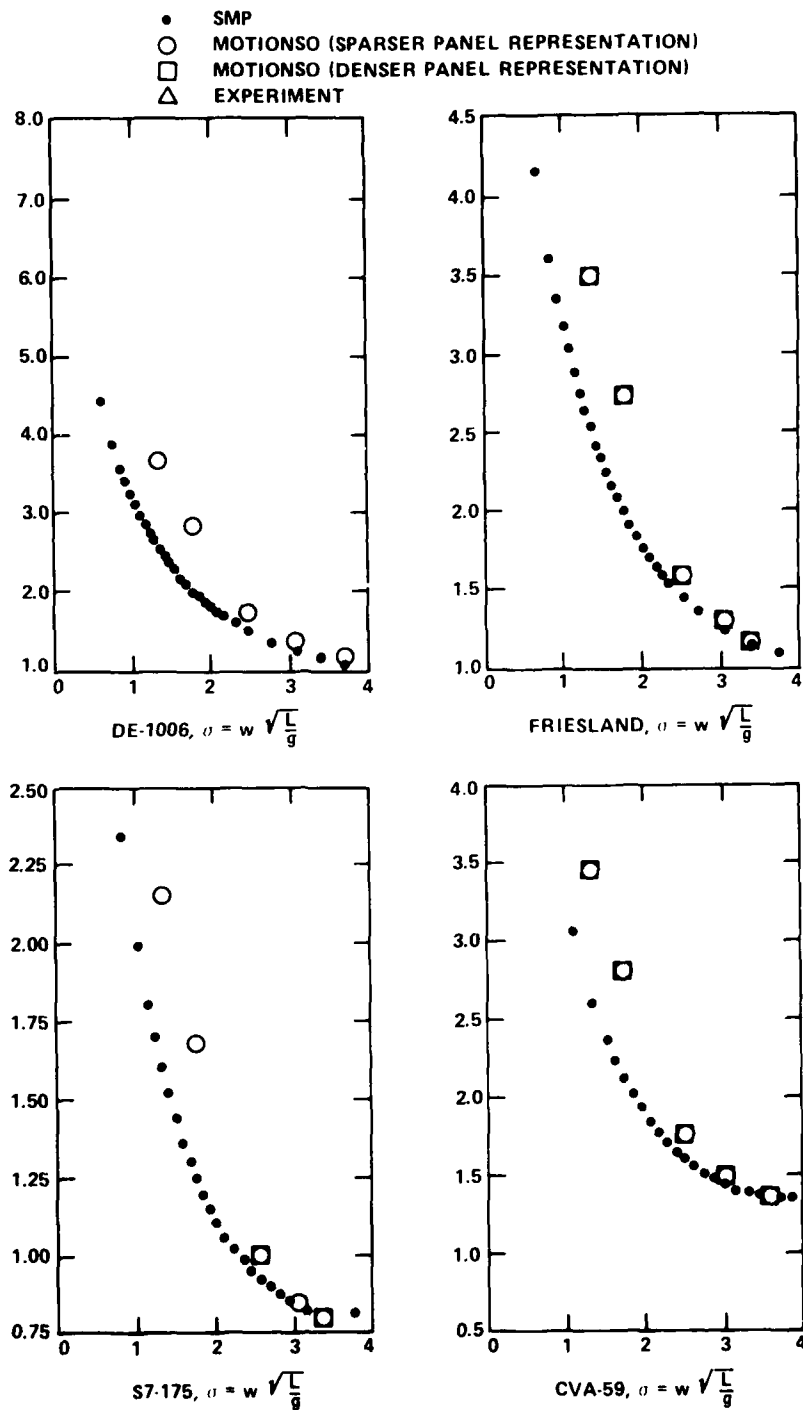 SMP
MOTIONSO (SPARSER PANEL REPRESENTATION)
MOTIONSO (DENSER PANEL REPRESENTATION)
EXPERIMENT
8.0
7.0
6.0
5.0
4.0
3.0
2.0
1.0
0 1 2 3 4
DE-1006, σ = w √L/g
4.5
4.0
3.5
3.0
2.5
2.0
1.5
1.0
0 1 2 3 4
FRIESLAND, σ = w √L/g
2.50
2.25
2.00
1.75
1.50
1.25
1.00
0.75
0 1 2 3 4
S7-175, σ = w √L/g
4.0
3.5
3.0
2.5
2.0
1.5
1.0
0.5
0 1 2 3 4
CVA-59, σ = w √L/g